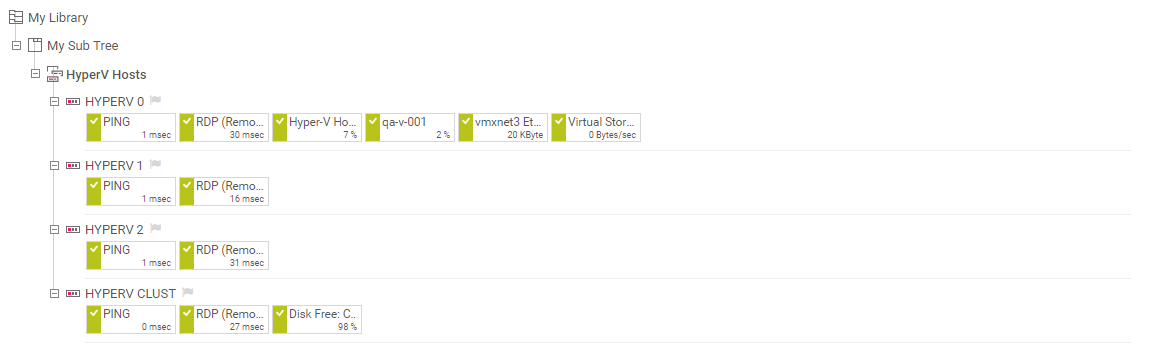 My Library
My Sub Tree
HyperV Hosts
HYPERV 0
PING RDP (Remo... Hyper-V Ho... qa-v-001 vmxnet3 Et... Virtual Stor...
1 msec 30 msec 7 % 2 % 20 KByte 0 Bytes/sec
HYPERV 1
PING RDP (Remo...
1 msec 16 msec
HYPERV 2
PING RDP (Remo...
1 msec 31 msec
HYPERV CLUST
PING RDP (Remo... Disk Free: C...
0 msec 27 msec 98 %